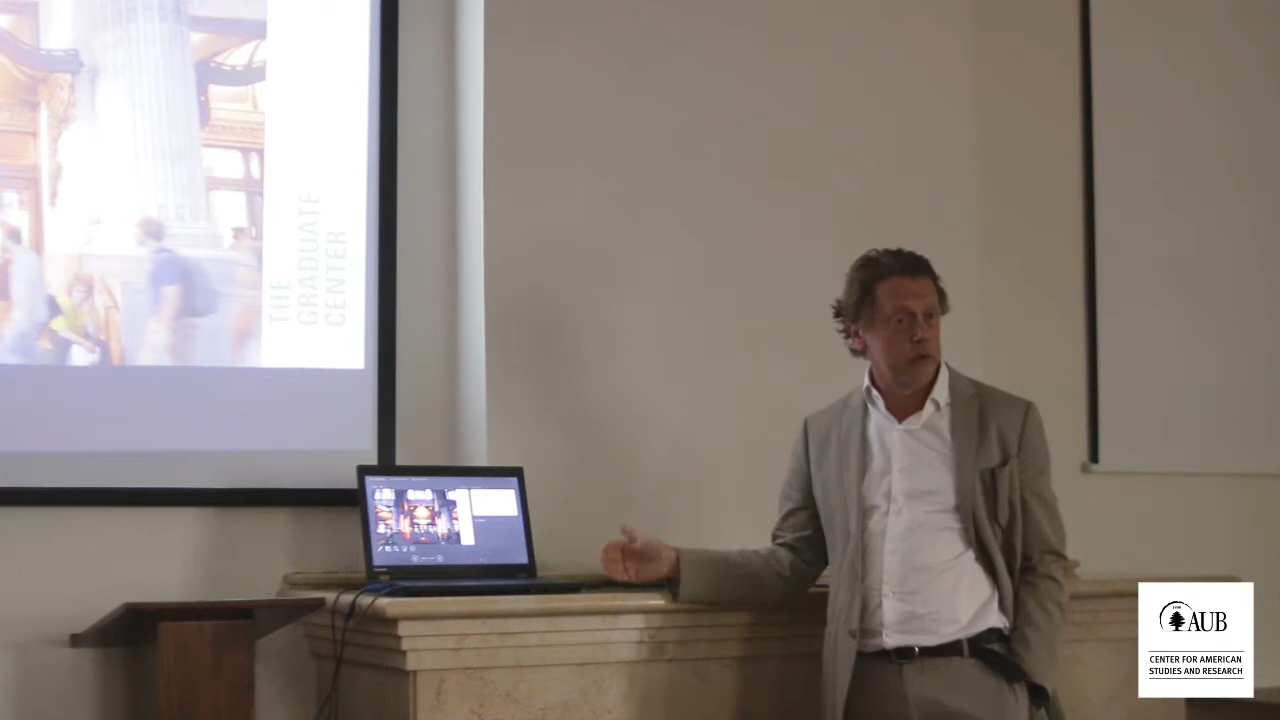 THE
GRADUATE
CENTER
AUB
CENTER FOR AMERICAN
STUDIES AND RESEARCH